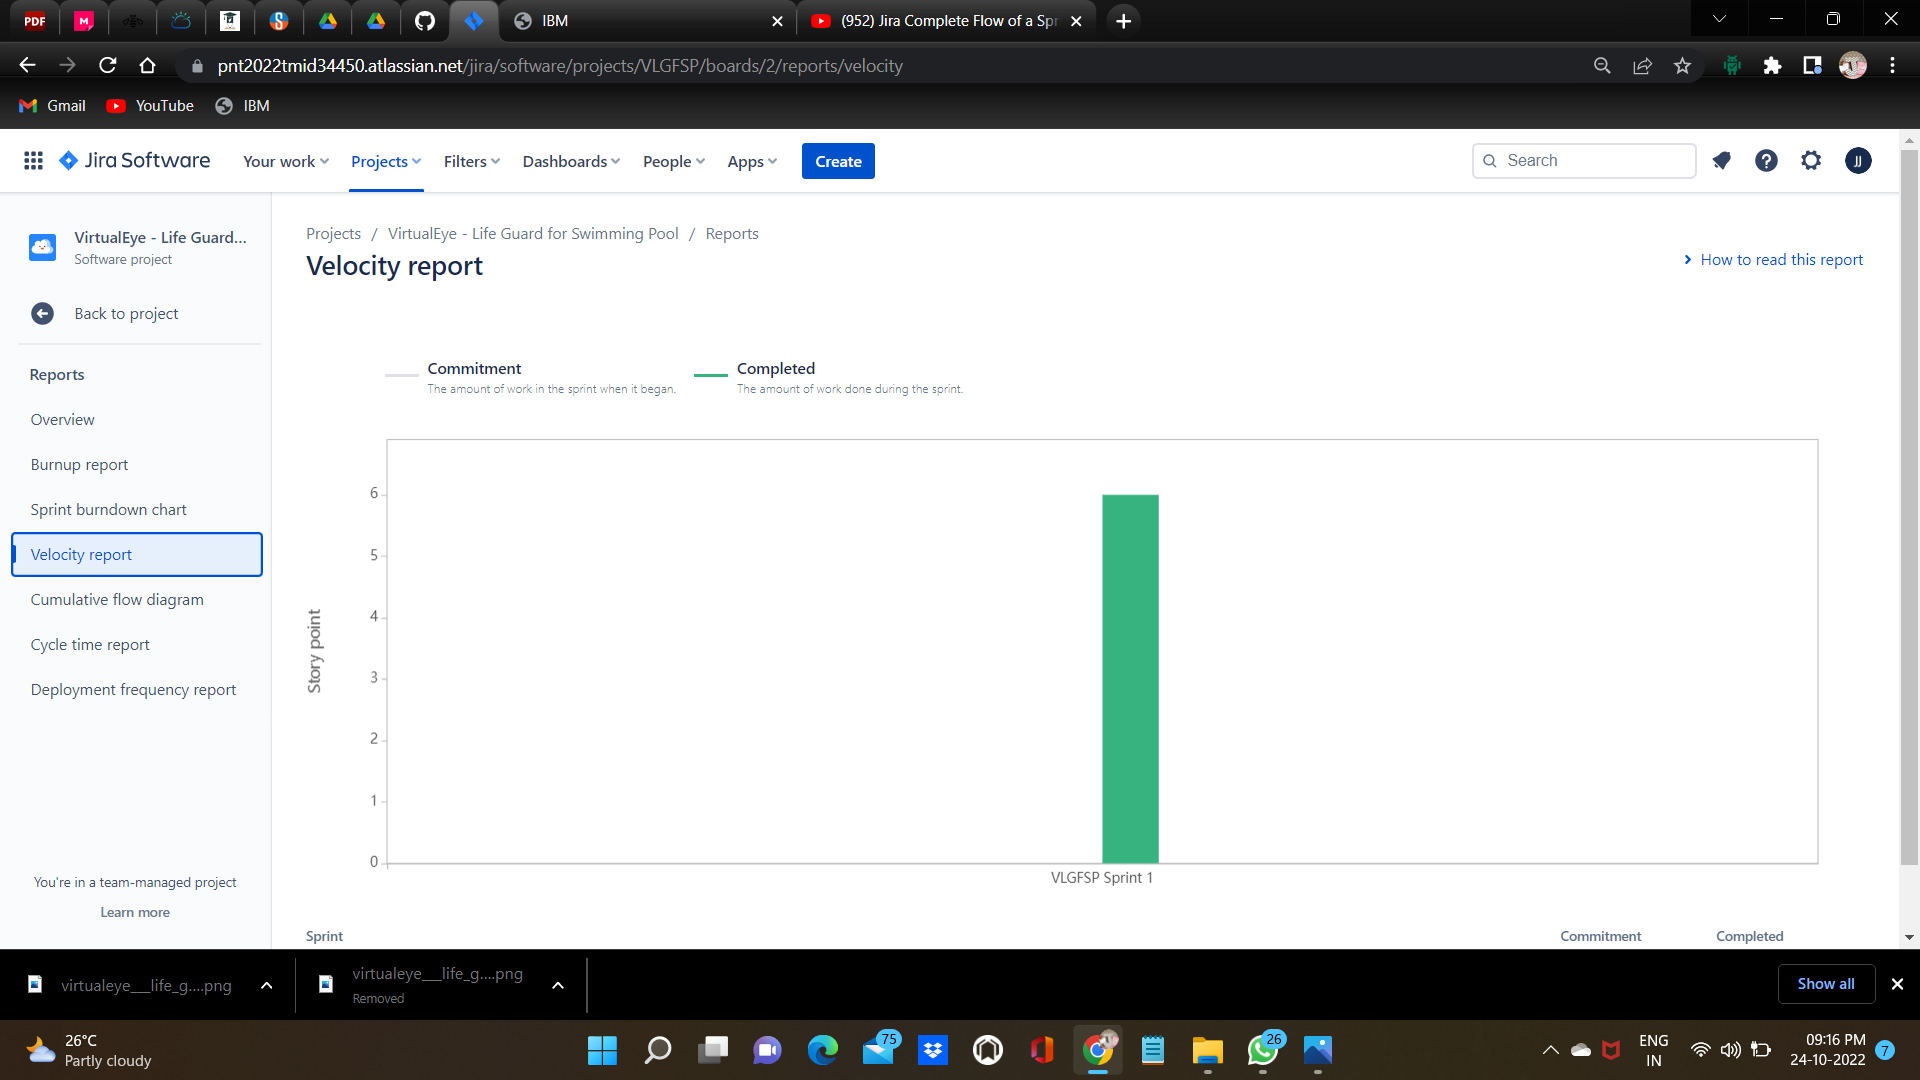 PDF
M
IBM
(952) Jira Complete Flow of a Spr
pnt2022tmid34450.atlassian.net/jira/software/projects/VLGFSP/boards/2/reports/velocity
Gmail YouTube IBM
Jira Software Your work Projects Filters Dashboards People Apps Create Search JJ
VirtualEye - Life Guard...
Software project
Back to project
Reports
Overview
Burnup report
Sprint burndown chart
Velocity report
Cumulative flow diagram
Cycle time report
Deployment frequency report
You're in a team-managed project
Learn more
Projects / VirtualEye - Life Guard for Swimming Pool / Reports
Velocity report
How to read this report
Commitment
The amount of work in the sprint when it began.
Completed
The amount of work done during the sprint.
Story point
6
5
4
3
2
1
0
VLGFSP Sprint 1
Sprint Commitment Completed
virtualeye__life_g....png
virtualeye__life_g....png
Removed
Show all
26°C
Partly cloudy
75
26
ENG
IN
09:16 PM
24-10-2022
7